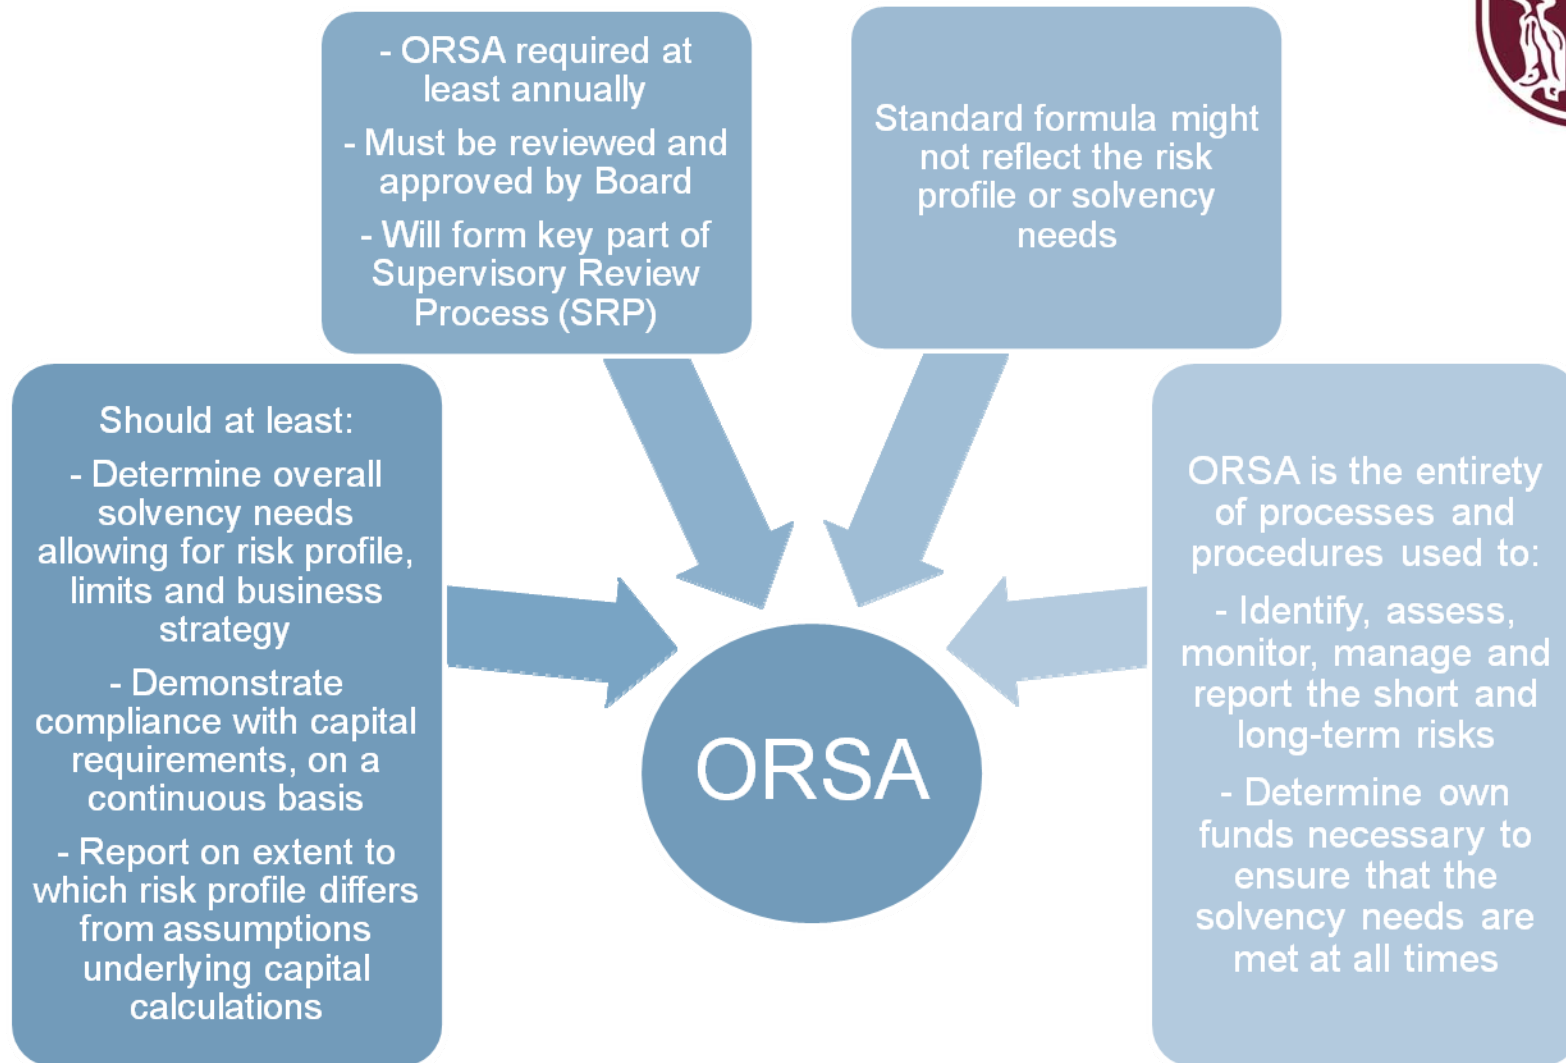 - ORSA required at
least annually
- Must be reviewed and
approved by Board
- Will form key part of
Supervisory Review
Process (SRP)
Standard formula might
not reflect the risk
profile or solvency
needs
Should at least:
- Determine overall
solvency needs
allowing for risk profile,
limits and business
strategy
- Demonstrate
compliance with capital
requirements, on a
continuous basis
- Report on extent to
which risk profile differs
from assumptions
underlying capital
calculations
ORSA is the entirety
of processes and
procedures used to:
- Identify, assess,
monitor, manage and
report the short and
long-term risks
- Determine own
funds necessary to
ensure that the
solvency needs are
met at all times
ORSA